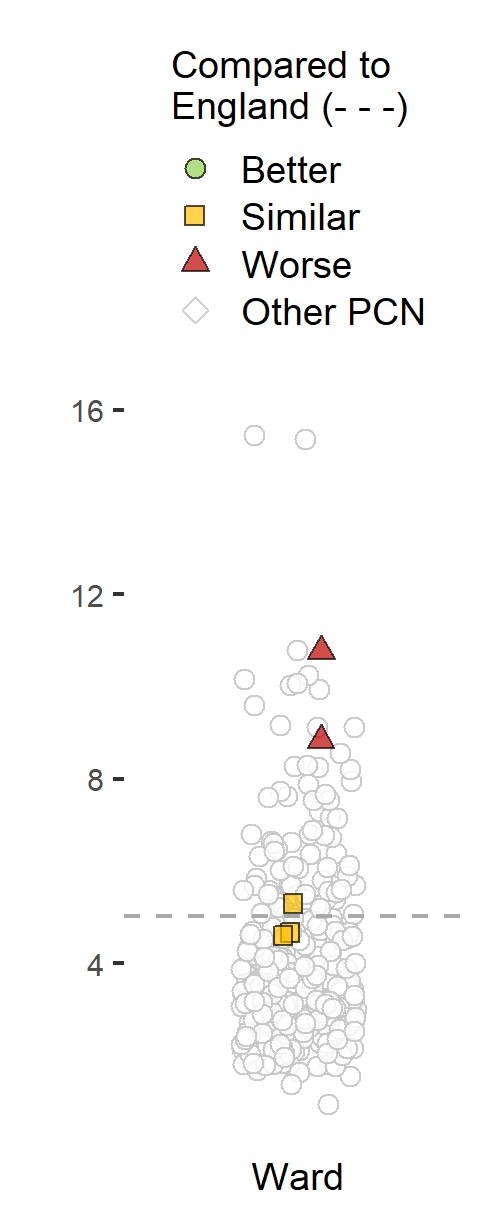 Compared to
England (- - -)
Better
Similar
Worse
Other PCN
16
12
8
4
Ward